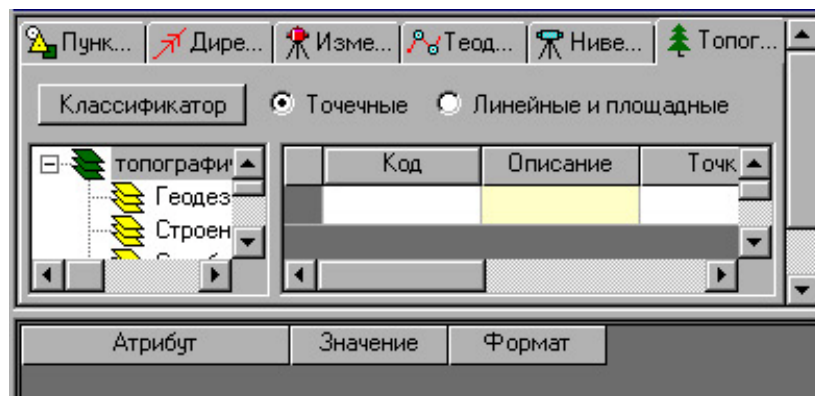 Пунк... Дире... Изме... Теод... Ниве... Топог...
Классификатор Точечные Линейные и площадные
топографи Код Описание Точк
Геодез
Строен
Атрибут Значение Формат